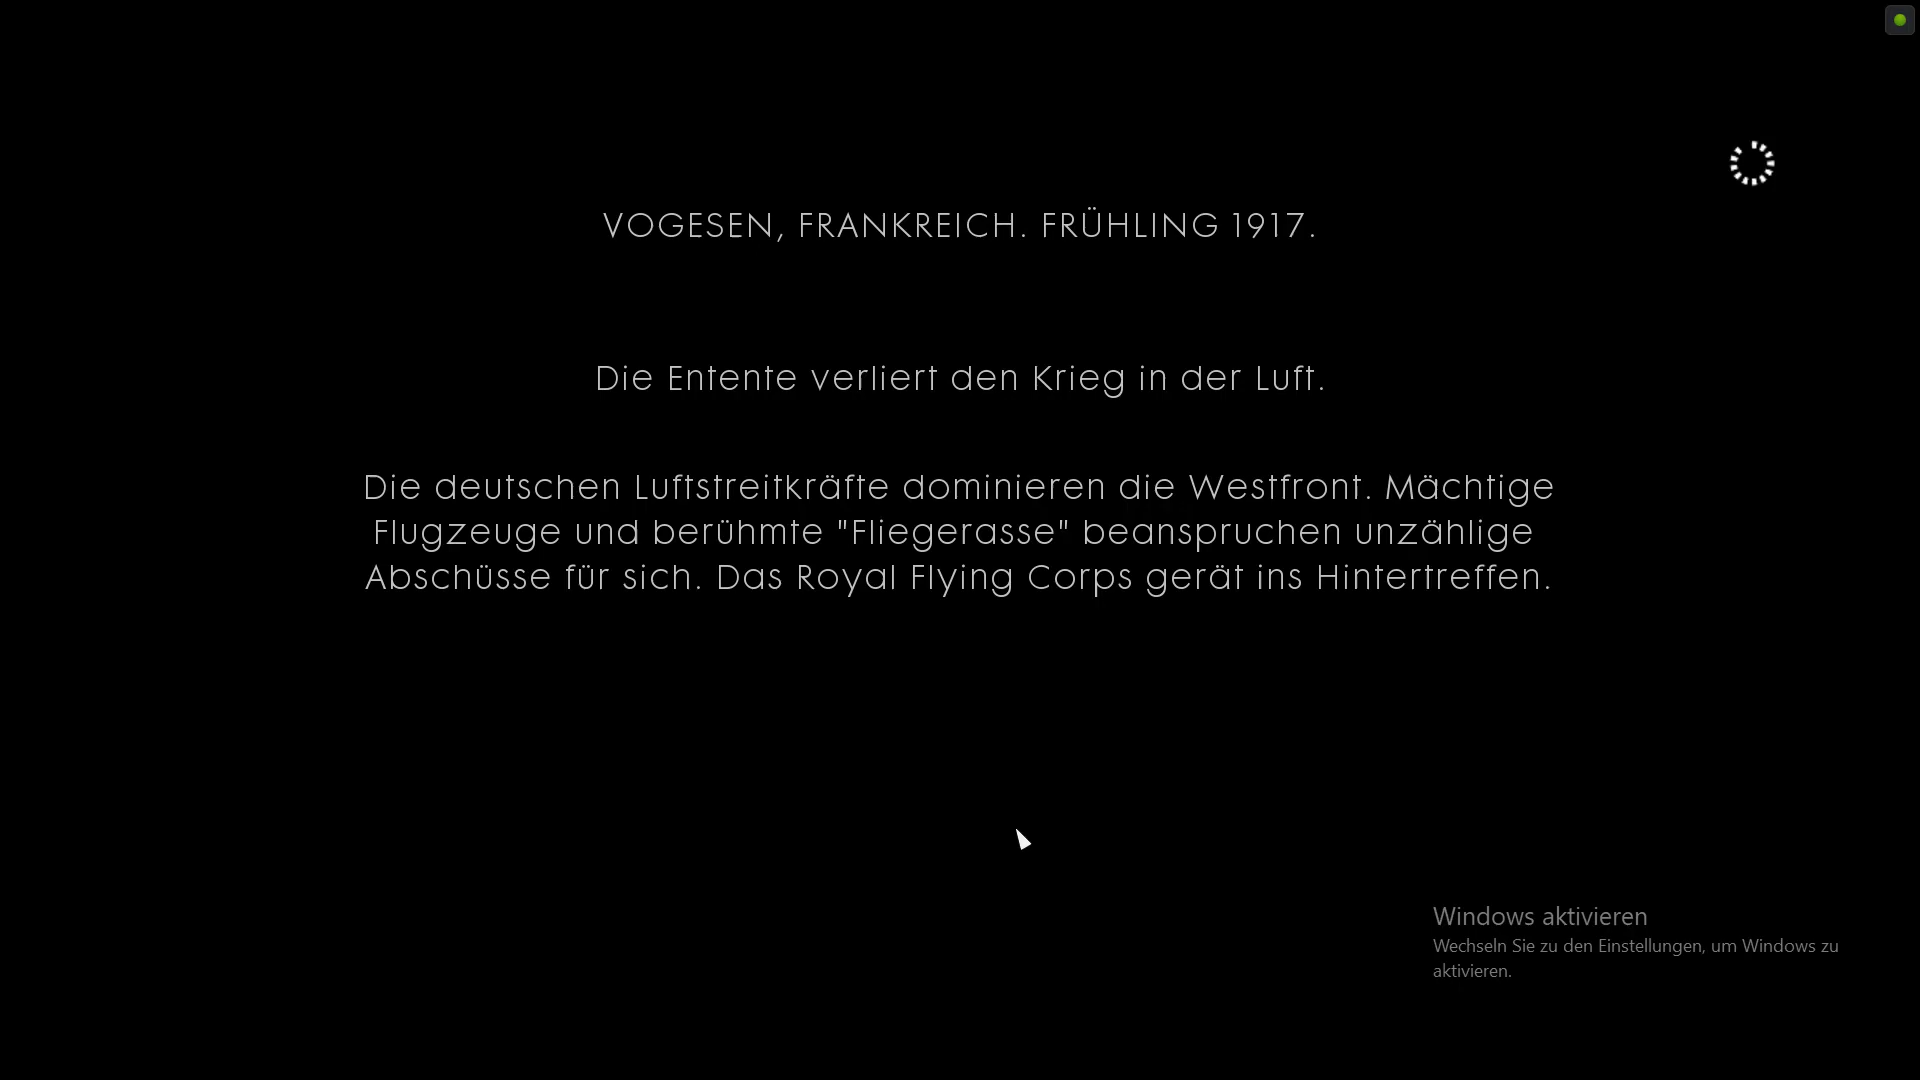 VOGESEN, FRANKREICH. FRÜHLING 1917.
Die Entente verliert den Krieg in der Luft.
Die deutschen Luftstreitkräfte dominieren die Westfront. Mächtige
Flugzeuge und berühmte "Fliegerasse" beanspruchen unzählige
Abschüsse für sich. Das Royal Flying Corps gerät ins Hintertreffen.
Windows aktivieren
Wechseln Sie zu den Einstellungen, um Windows zu
aktivieren.